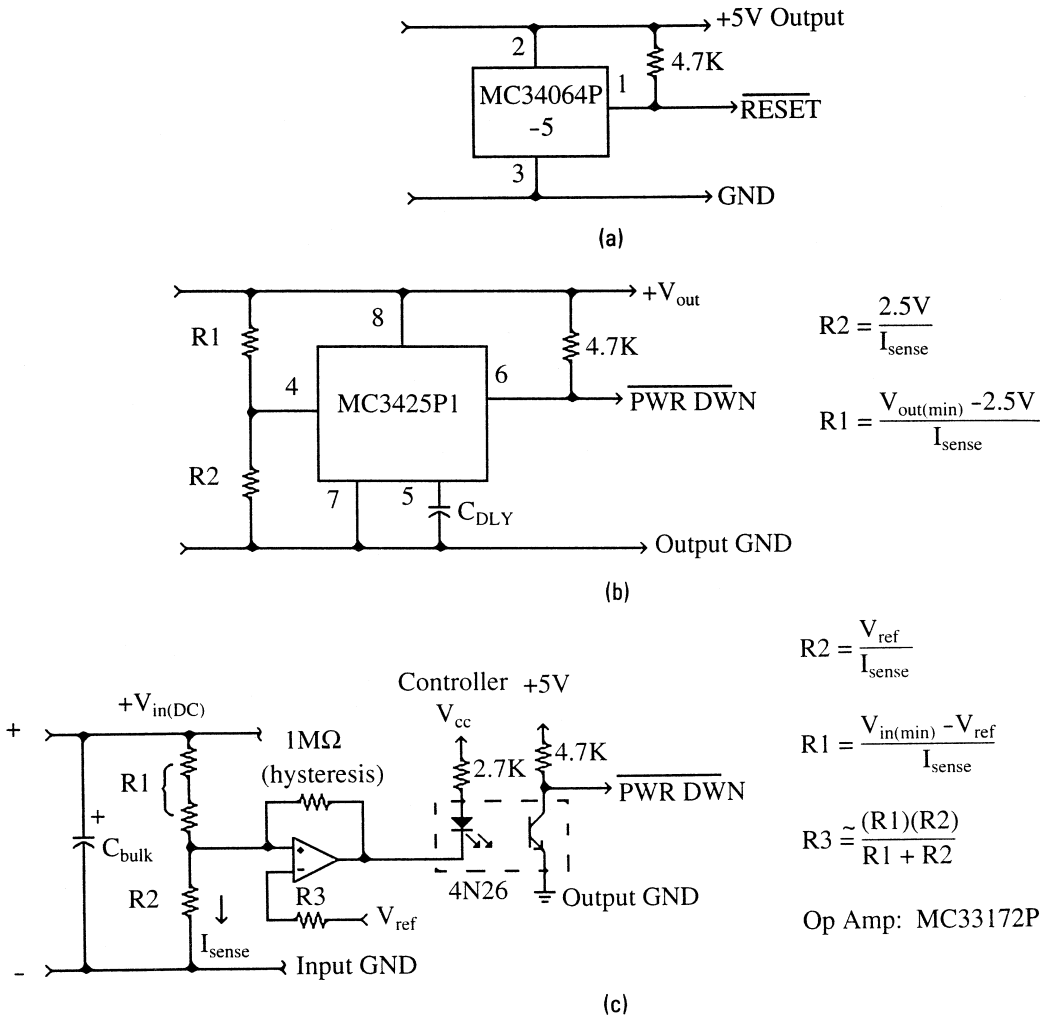 +5V Output
2
4.7K
1
MC34064P
-5
RESET
3
GND
(a)
+Vout
8
R1
4.7K
4
6
MC3425P1
PWR DWN
R2
7
5
CDLY
Output GND
(b)
R2 = 2.5V / Isense
R1 = Vout(min) -2.5V / Isense
Controller
Vcc
+5V
+
+Vin(DC)
1MΩ
(hysteresis)
2.7K
4.7K
R1
PWR DWN
+
Cbulk
+
-
R2
R3
Vref
4N26
Output GND
Isense
-
Input GND
(c)
R2 = Vref / Isense
R1 = Vin(min) -Vref / Isense
R3 ≅ (R1)(R2) / R1 + R2
Op Amp: MC33172P